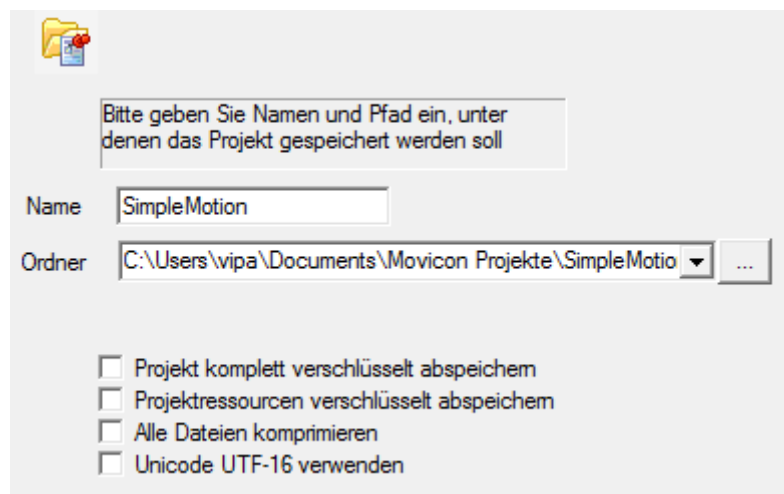 Bitte geben Sie Namen und Pfad ein, unter
denen das Projekt gespeichert werden soll
Name SimpleMotion
Ordner C:\Users\vipa\Documents\Movicon Projekte\SimpleMotio ...
Projekt komplett verschlüsselt abspeichern
Projektressourcen verschlüsselt abspeichern
Alle Dateien komprimieren
Unicode UTF-16 verwenden